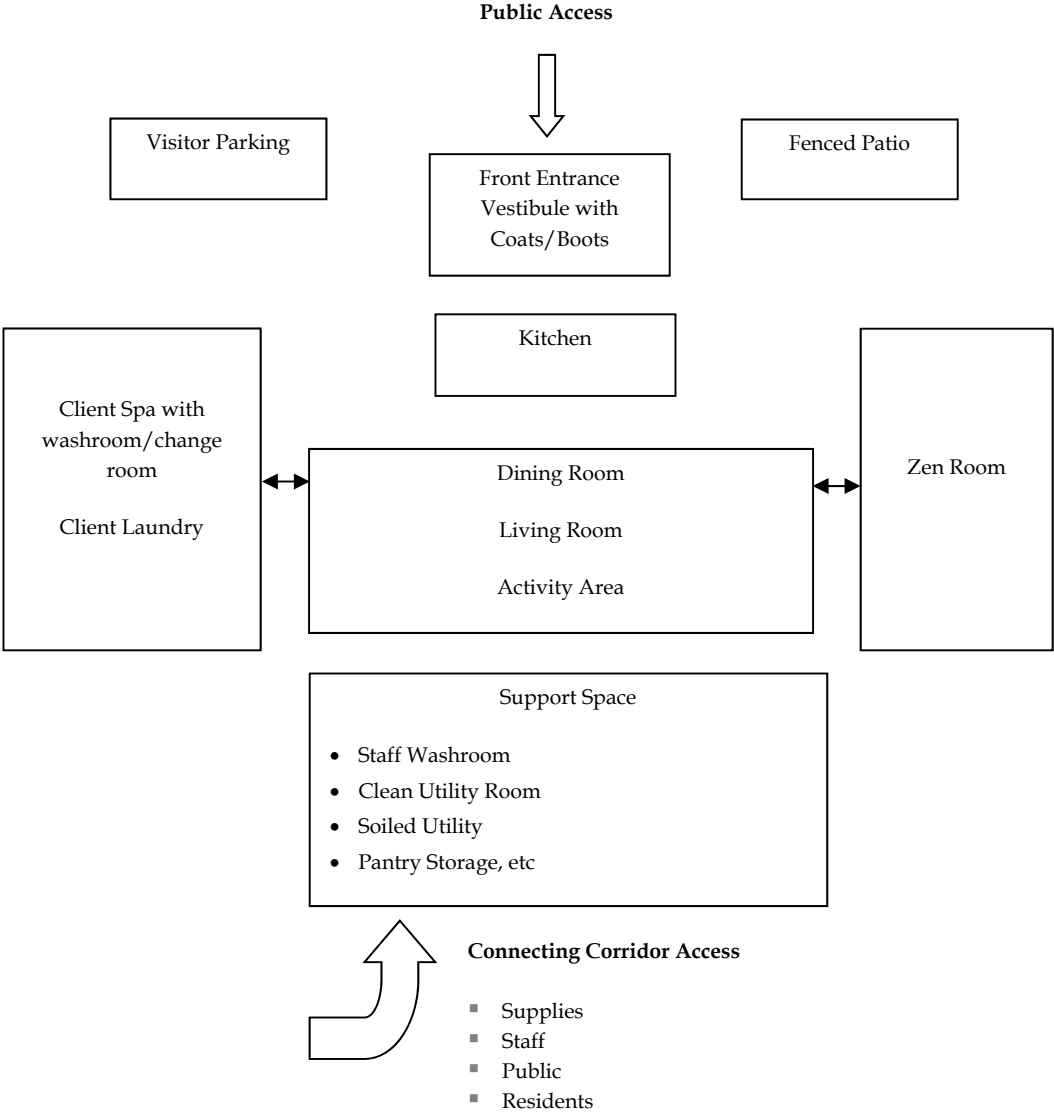 Public Access
Visitor Parking
Fenced Patio
Front Entrance
Vestibule with
Coats/Boots
Kitchen
Client Spa with
washroom/change
room
Client Laundry
Dining Room
Living Room
Activity Area
Zen Room
Support Space
• Staff Washroom
• Clean Utility Room
• Soiled Utility
• Pantry Storage, etc
Connecting Corridor Access
▪ Supplies
▪ Staff
▪ Public
▪ Residents